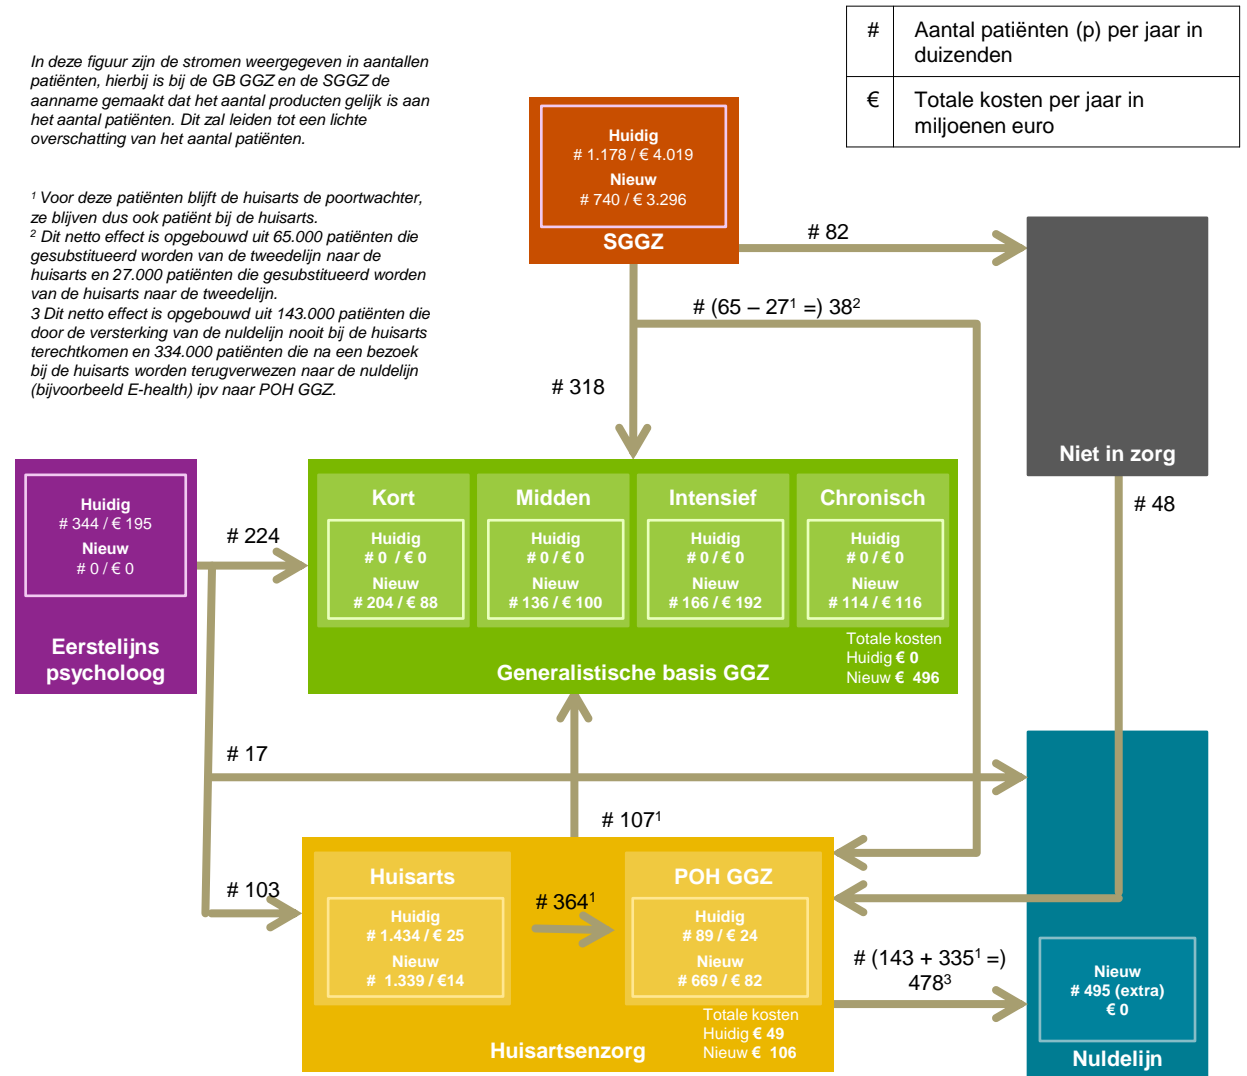 # Aantal patiënten (p) per jaar in
duizenden
€ Totale kosten per jaar in
miljoenen euro
In deze figuur zijn de stromen weergegeven in aantallen
patiënten, hierbij is bij de GB GGZ en de SGGZ de
aanname gemaakt dat het aantal producten gelijk is aan
het aantal patiënten. Dit zal leiden tot een lichte
overschatting van het aantal patiënten.
¹ Voor deze patiënten blijft de huisarts de poortwachter,
ze blijven dus ook patiënt bij de huisarts.
² Dit netto effect is opgebouwd uit 65.000 patiënten die
gesubstitueerd worden van de tweedelijn naar de
huisarts en 27.000 patiënten die gesubstitueerd worden
van de huisarts naar de tweedelijn.
3 Dit netto effect is opgebouwd uit 143.000 patiënten die
door de versterking van de nuldelijn nooit bij de huisarts
terechtkomen en 334.000 patiënten die na een bezoek
bij de huisarts worden terugverwezen naar de nuldelijn
(bijvoorbeeld E-health) ipv naar POH GGZ.
Huidig
# 1.178 / € 4.019
Nieuw
# 740 / € 3.296
SGGZ
# 82
# (65 – 27¹ =) 38²
# 318
Niet in zorg
# 48
Huidig
# 344 / € 195
Nieuw
# 0 / € 0
Eerstelijns
psycholoog
# 224
Kort
Huidig
# 0 / € 0
Nieuw
# 204 / € 88
Midden
Huidig
# 0 / € 0
Nieuw
# 136 / € 100
Intensief
Huidig
# 0 / € 0
Nieuw
# 166 / € 192
Chronisch
Huidig
# 0 / € 0
Nieuw
# 114 / € 116
Totale kosten
Huidig € 0
Nieuw € 496
Generalistische basis GGZ
# 17
# 107¹
# 103
Huisarts
Huidig
# 1.434 / € 25
Nieuw
# 1.339 / €14
# 364¹
POH GGZ
Huidig
# 89 / € 24
Nieuw
# 669 / € 82
Totale kosten
Huidig € 49
Nieuw € 106
Huisartsenzorg
# (143 + 335¹ =)
478³
Nieuw
# 495 (extra)
€ 0
Nuldelijn